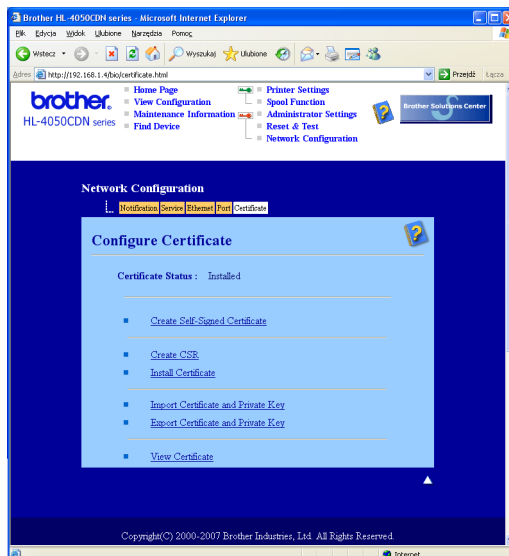 Brother HL-4050CDN series - Microsoft Internet Explorer
Plik Edycja Widok Ulubione Narzędzia Pomoc
Wstecz Wyszukaj Ulubione
Adres http://192.168.1.4/bio/certificate.html Przejdź Łącza
brother.
HL-4050CDN series
Home Page
View Configuration
Maintenance Information
Find Device
Printer Settings
Spool Function
Administrator Settings
Reset & Test
Network Configuration
Brother Solutions Center
Network Configuration
Notification Service Ethernet Port Certificate
Configure Certificate
Certificate Status : Installed
Create Self-Signed Certificate
Create CSR
Install Certificate
Import Certificate and Private Key
Export Certificate and Private Key
View Certificate
Copyright(C) 2000-2007 Brother Industries, Ltd. All Rights Reserved.
Internet